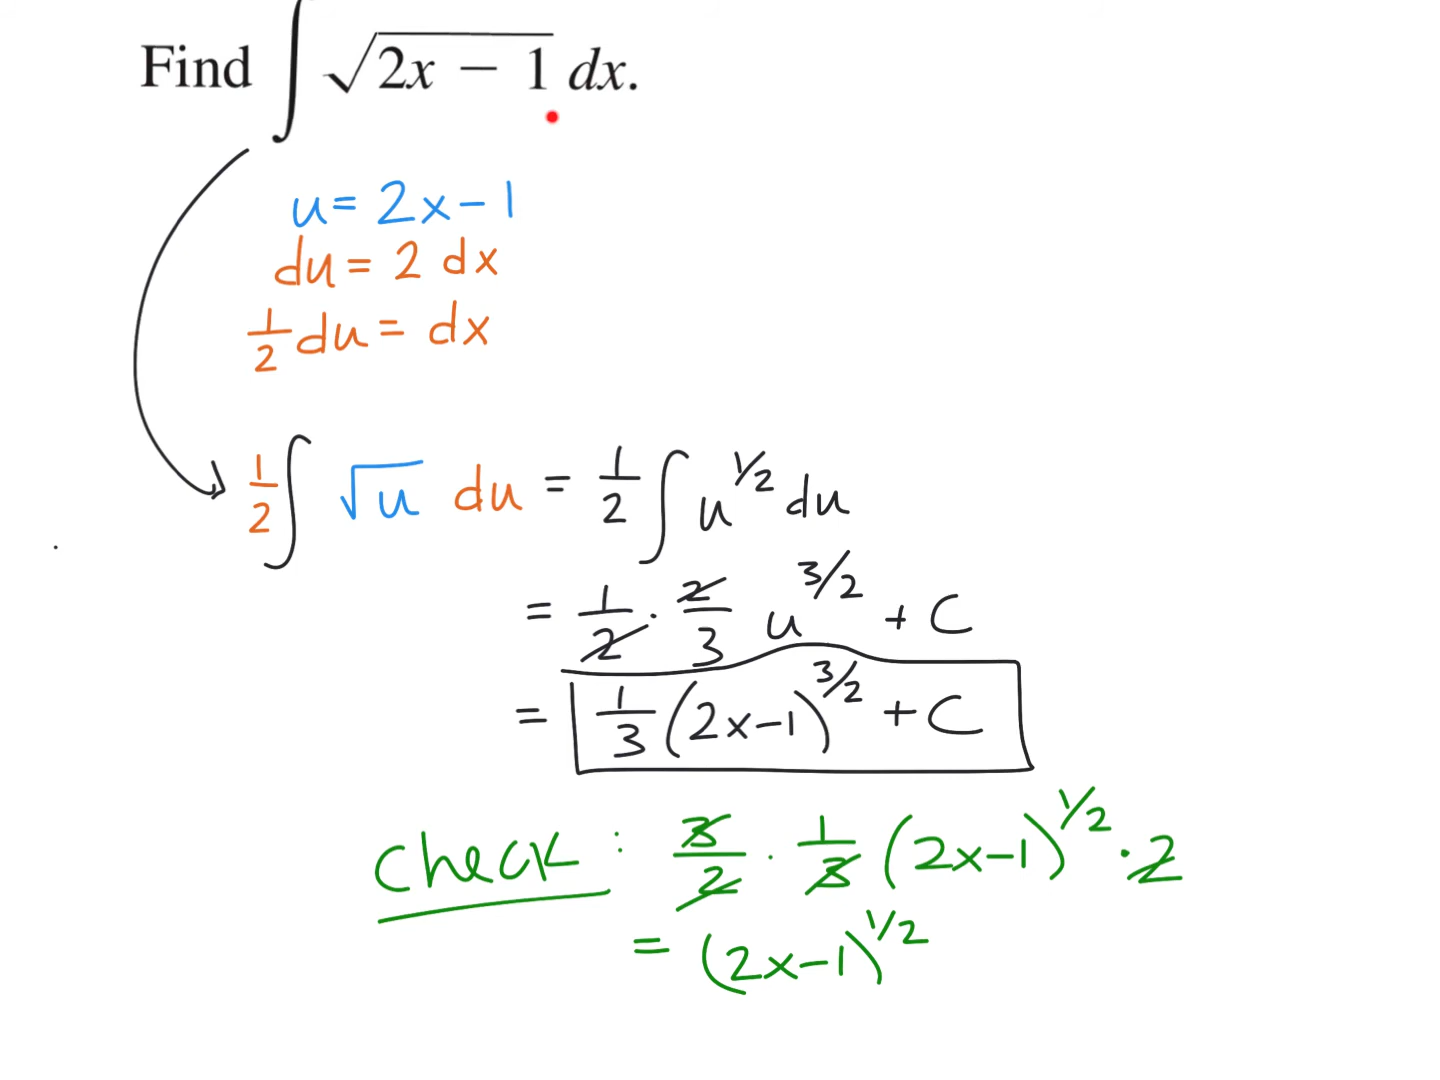 Find ∫ √(2x − 1) dx.
u = 2x − 1
du = 2 dx
1/2 du = dx
1/2 ∫ √u du = 1/2 ∫ u^1/2 du
= 1/2 · 2/3 u^3/2 + C
= 1/3 (2x−1)^3/2 + C
check : 3/2 · 1/3 (2x−1)^1/2 · 2
= (2x−1)^1/2